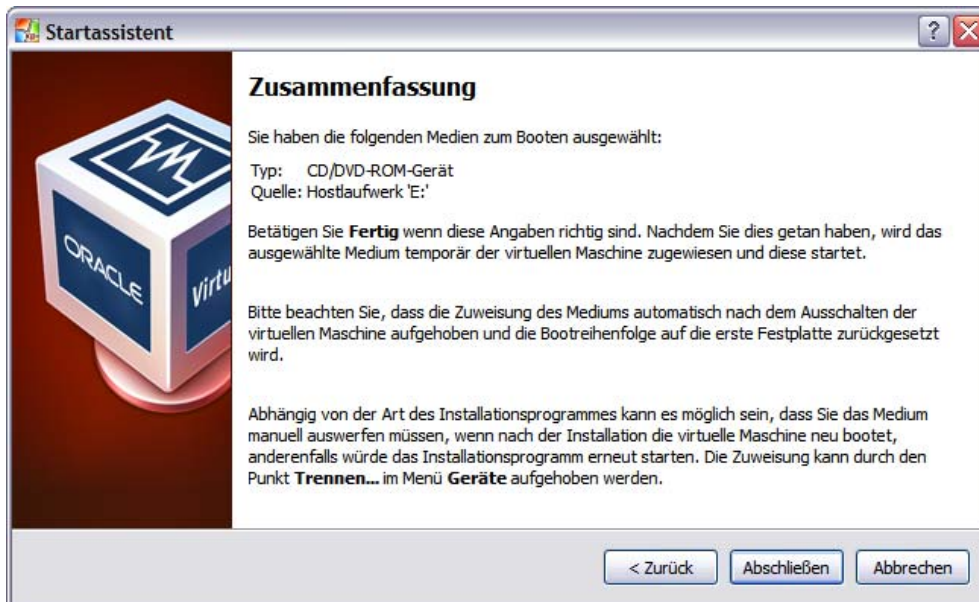 Startassistent
Zusammenfassung
Sie haben die folgenden Medien zum Booten ausgewählt:
Typ: CD/DVD-ROM-Gerät
Quelle: Hostlaufwerk 'E:'
Betätigen Sie Fertig wenn diese Angaben richtig sind. Nachdem Sie dies getan haben, wird das
ausgewählte Medium temporär der virtuellen Maschine zugewiesen und diese startet.
Bitte beachten Sie, dass die Zuweisung des Mediums automatisch nach dem Ausschalten der
virtuellen Maschine aufgehoben und die Bootreihenfolge auf die erste Festplatte zurückgesetzt
wird.
Abhängig von der Art des Installationsprogrammes kann es möglich sein, dass Sie das Medium
manuell auswerfen müssen, wenn nach der Installation die virtuelle Maschine neu bootet,
anderenfalls würde das Installationsprogramm erneut starten. Die Zuweisung kann durch den
Punkt Trennen... im Menü Geräte aufgehoben werden.
ORACLE
Virtu
< Zurück
Abschließen
Abbrechen